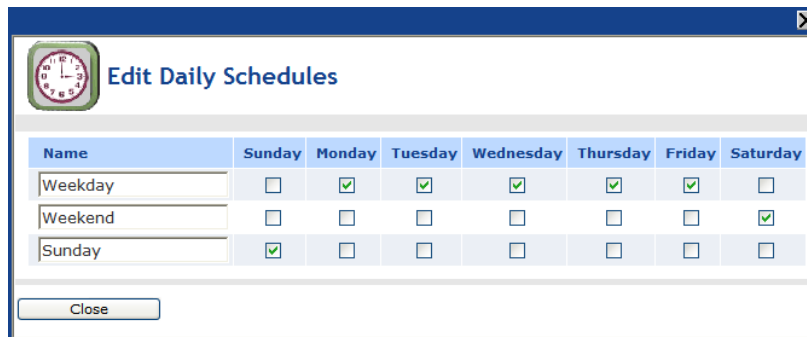 Edit Daily Schedules
Name Sunday Monday Tuesday Wednesday Thursday Friday Saturday
Weekday
Weekend
Sunday
Close